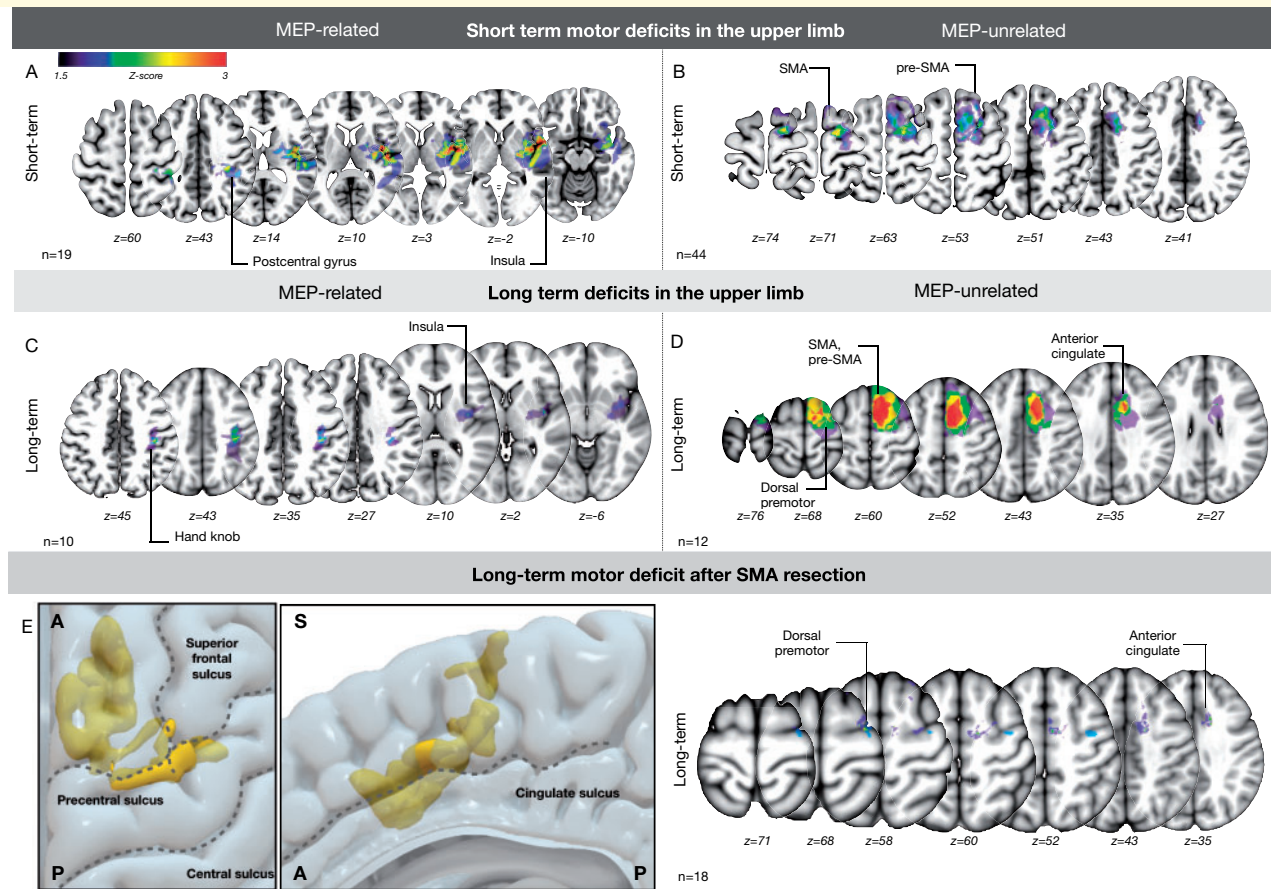 MEP-related
Short term motor deficits in the upper limb
MEP-unrelated
A
1.5
Z-score
3
Short-term
z=60
z=43
z=14
z=10
z=3
z=-2
z=-10
n=19
Postcentral gyrus
Insula
B
SMA
pre-SMA
Short-term
z=74
z=71
z=63
z=53
z=51
z=43
z=41
n=44
MEP-related
Long term deficits in the upper limb
MEP-unrelated
C
Insula
Long-term
z=45
z=43
z=35
z=27
z=10
z=2
z=-6
Hand knob
n=10
D
SMA,
pre-SMA
Anterior
cingulate
Long-term
Dorsal
premotor
z=76
z=68
z=60
z=52
z=43
z=35
z=27
n=12
Long-term motor deficit after SMA resection
E
A
Superior
frontal
sulcus
Precentral sulcus
Central sulcus
P
S
Cingulate sulcus
A
P
Dorsal
premotor
Anterior
cingulate
Long-term
z=71
z=68
z=58
z=60
z=52
z=43
z=35
n=18